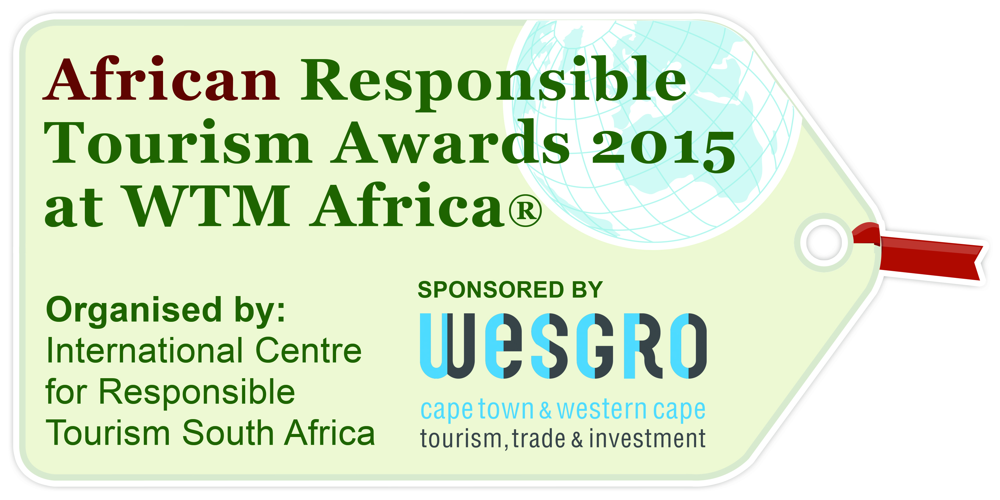 African Responsible
Tourism Awards 2015
at WTM Africa®
Organised by:
International Centre
for Responsible
Tourism South Africa
SPONSORED BY
wesGRO
cape town & western cape
tourism, trade & investment